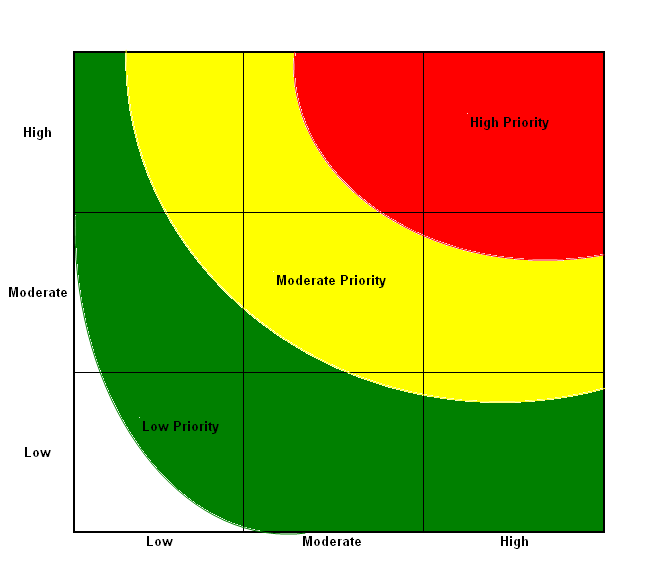 High
High Priority
Moderate Priority
Moderate
Low Priority
Low
Low Moderate High